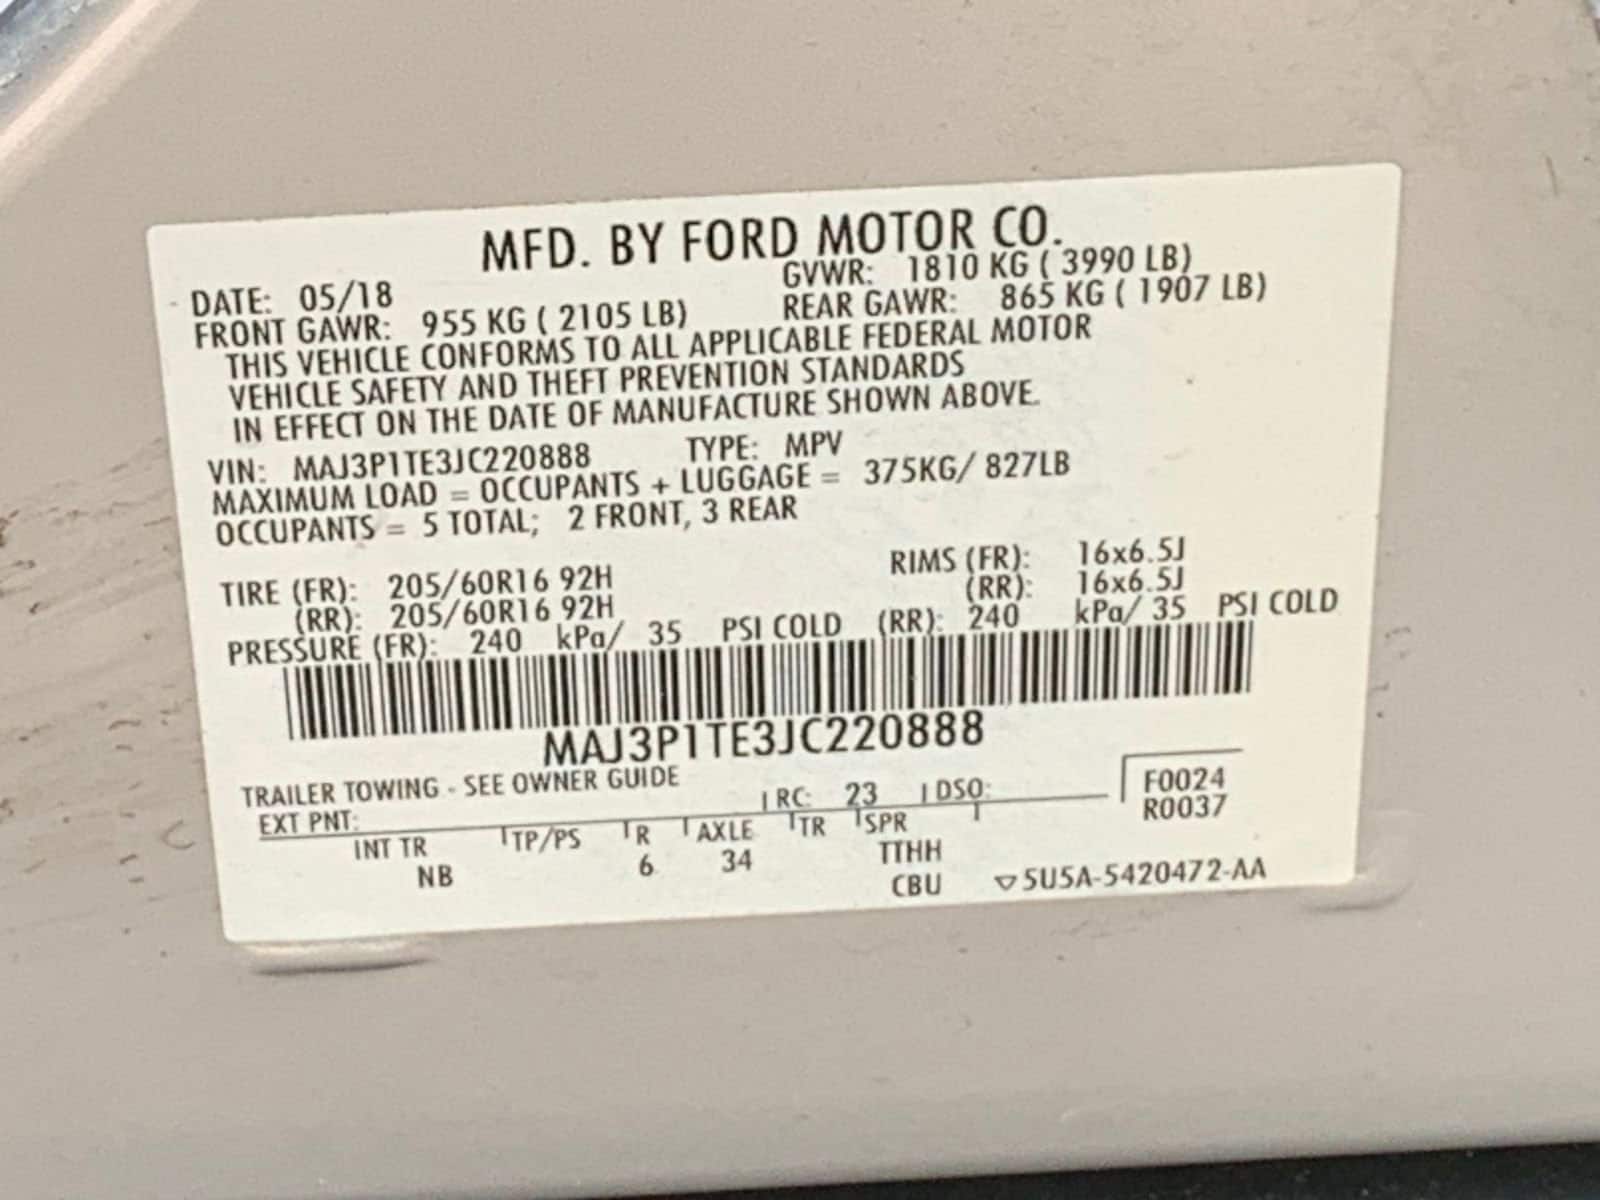 MFD. BY FORD MOTOR CO.
DATE: 05/18 GVWR: 1810 KG ( 3990 LB)
FRONT GAWR: 955 KG ( 2105 LB) REAR GAWR: 865 KG ( 1907 LB)
THIS VEHICLE CONFORMS TO ALL APPLICABLE FEDERAL MOTOR
VEHICLE SAFETY AND THEFT PREVENTION STANDARDS
IN EFFECT ON THE DATE OF MANUFACTURE SHOWN ABOVE.
VIN: MAJ3P1TE3JC220888 TYPE: MPV
MAXIMUM LOAD = OCCUPANTS + LUGGAGE = 375KG/ 827LB
OCCUPANTS = 5 TOTAL; 2 FRONT, 3 REAR
TIRE (FR): 205/60R16 92H RIMS (FR): 16x6.5J
(RR): 205/60R16 92H (RR): 16x6.5J
PRESSURE (FR): 240 kPa/ 35 PSI COLD (RR): 240 kPa/ 35 PSI COLD
MAJ3P1TE3JC220888
TRAILER TOWING - SEE OWNER GUIDE
EXT PNT: RC: 23 DSO: F0024
R0037
INT TR TP/PS R AXLE TR SPR
NB 6 34 TTHH
CBU ▽5U5A-5420472-AA